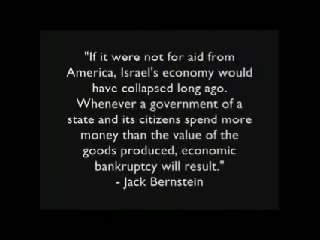 "If it were not for aid from
America, Israel's economy would
have collapsed long ago.
Whenever a government of a
state and its citizens spend more
money than the value of the
goods produced, economic
bankruptcy will result."
- Jack Bernstein